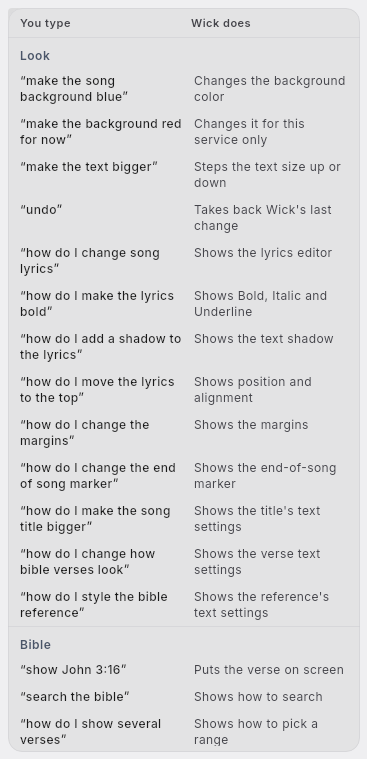 You type Wick does
Look
“make the song Changes the background
background blue” color
“make the background red Changes it for this
for now” service only
“make the text bigger” Steps the text size up or
down
“undo” Takes back Wick's last
change
“how do I change song Shows the lyrics editor
lyrics”
“how do I make the lyrics Shows Bold, Italic and
bold” Underline
“how do I add a shadow to Shows the text shadow
the lyrics”
“how do I move the lyrics Shows position and
to the top” alignment
“how do I change the Shows the margins
margins”
“how do I change the end Shows the end-of-song
of song marker” marker
“how do I make the song Shows the title's text
title bigger” settings
“how do I change how Shows the verse text
bible verses look” settings
“how do I style the bible Shows the reference's
reference” text settings
Bible
“show John 3:16” Puts the verse on screen
“search the bible” Shows how to search
“how do I show several Shows how to pick a
verses” range